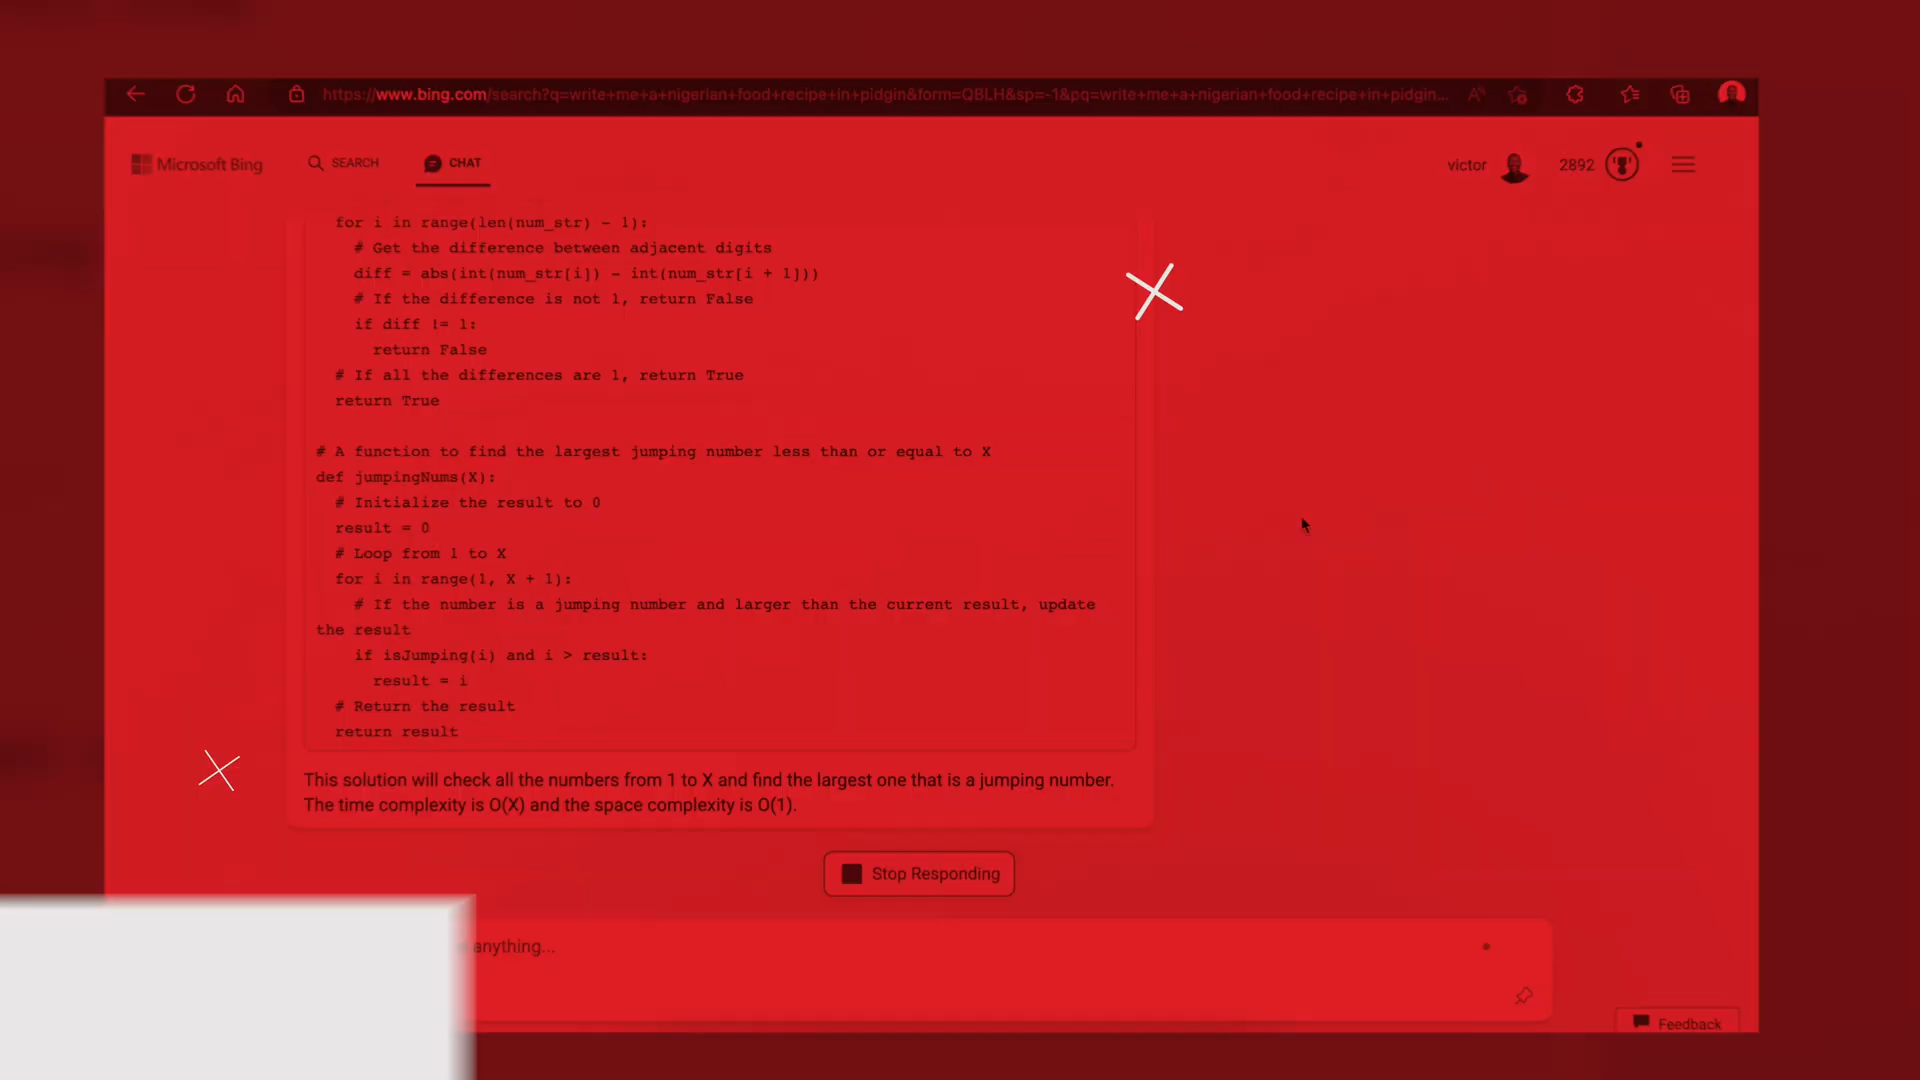 https://www.bing.com/search?q=write+me+a+nigerian+food+recipe+in+pidgin&form=QBLH&sp=-1&pq=write+me+a+nigerian+food+recipe+in+pidgin...
Microsoft Bing
SEARCH
CHAT
victor
2892
for i in range(len(num_str) - 1):
# Get the difference between adjacent digits
diff = abs(int(num_str[i]) - int(num_str[i + 1]))
# If the difference is not 1, return False
if diff != 1:
return False
# If all the differences are 1, return True
return True
# A function to find the largest jumping number less than or equal to X
def jumpingNums(X):
# Initialize the result to 0
result = 0
# Loop from 1 to X
for i in range(1, X + 1):
# If the number is a jumping number and larger than the current result, update
the result
if isJumping(i) and i > result:
result = i
# Return the result
return result
This solution will check all the numbers from 1 to X and find the largest one that is a jumping number.
The time complexity is O(X) and the space complexity is O(1).
Stop Responding
anything...
Feedback